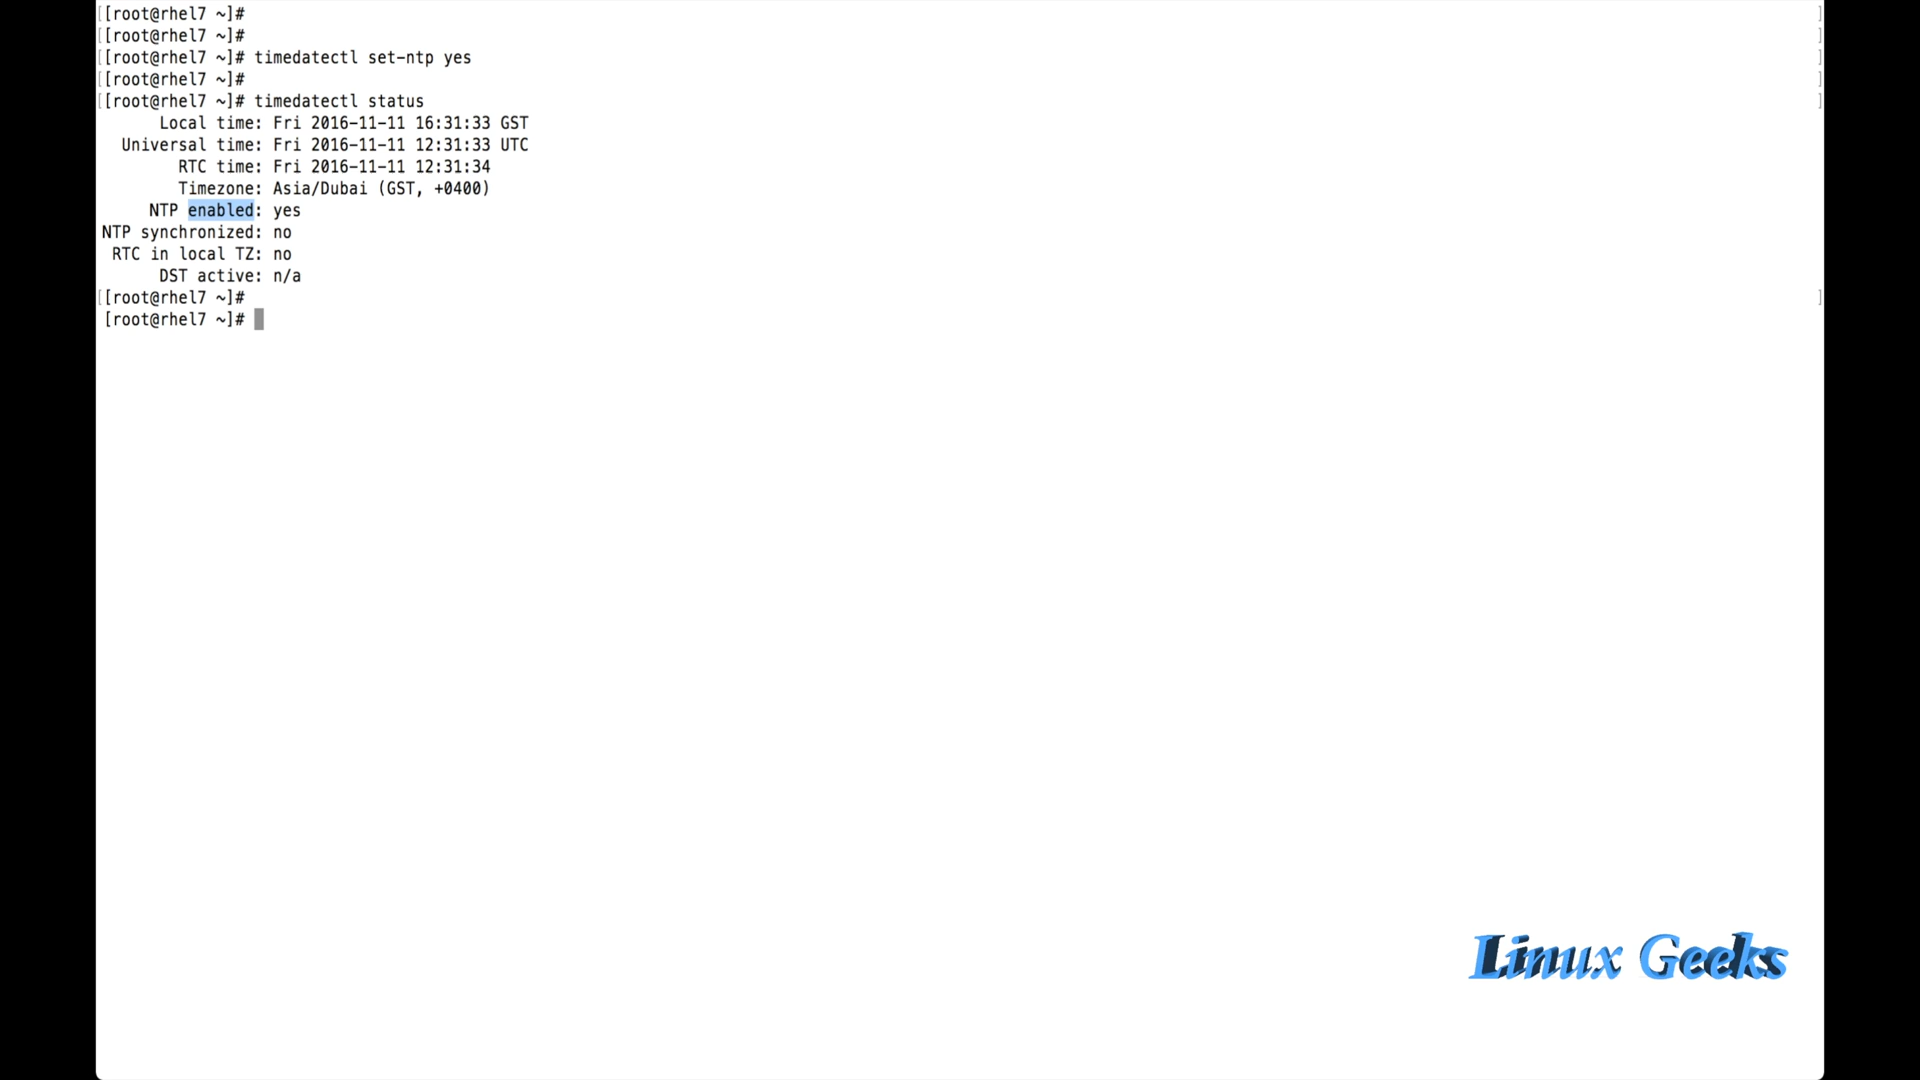 [[root@rhel7 ~]# ]
[[root@rhel7 ~]# ]
[[root@rhel7 ~]# timedatectl set-ntp yes ]
[[root@rhel7 ~]# ]
[[root@rhel7 ~]# timedatectl status ]
Local time: Fri 2016-11-11 16:31:33 GST
Universal time: Fri 2016-11-11 12:31:33 UTC
RTC time: Fri 2016-11-11 12:31:34
Timezone: Asia/Dubai (GST, +0400)
NTP enabled: yes
NTP synchronized: no
RTC in local TZ: no
DST active: n/a
[[root@rhel7 ~]# ]
[root@rhel7 ~]#
Linux Geeks